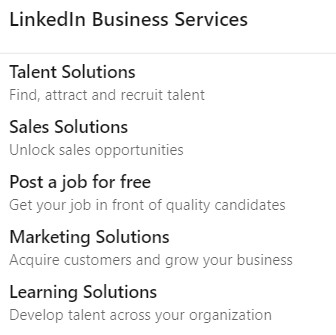 LinkedIn Business Services
Talent Solutions
Find, attract and recruit talent
Sales Solutions
Unlock sales opportunities
Post a job for free
Get your job in front of quality candidates
Marketing Solutions
Acquire customers and grow your business
Learning Solutions
Develop talent across your organization